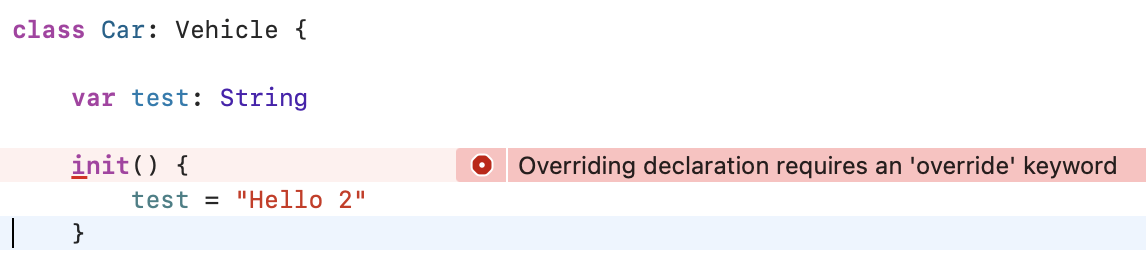 class Car: Vehicle {
var test: String
init() {
Overriding declaration requires an 'override' keyword
test = "Hello 2"
}